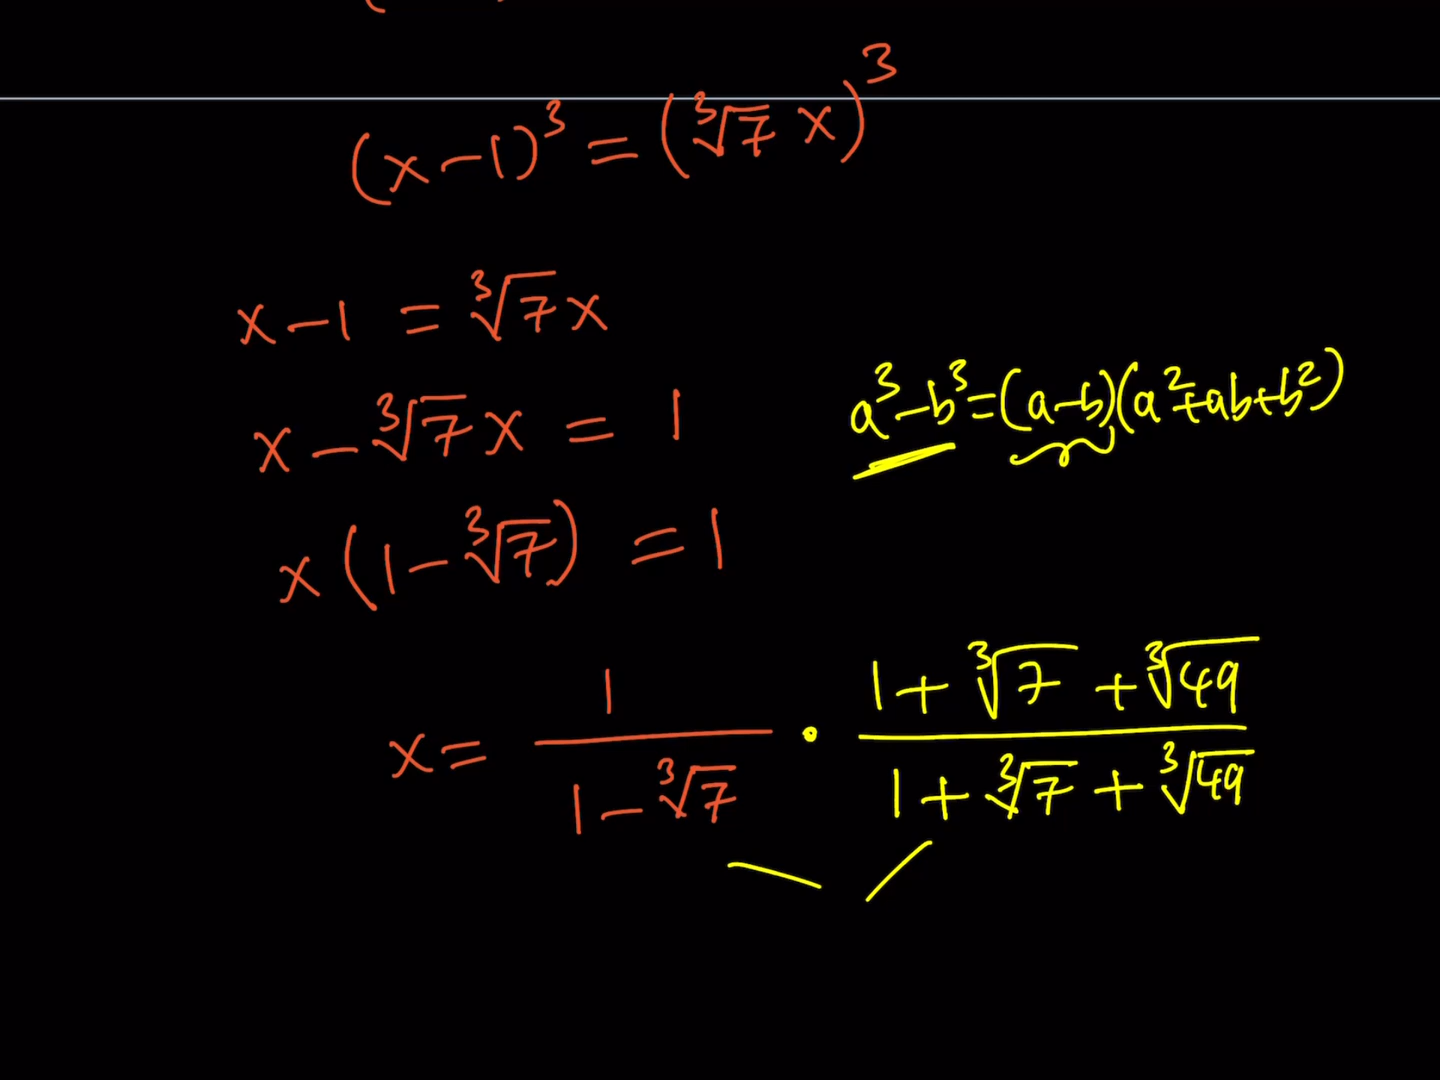 (x-1)³ = (∛7 x)³
x-1 = ∛7x
x-∛7x = 1
a³-b³=(a-b)(a²+ab+b²)
x(1-∛7) = 1
x= 1/(1-∛7) · (1+∛7+∛49)/(1+∛7+∛49)